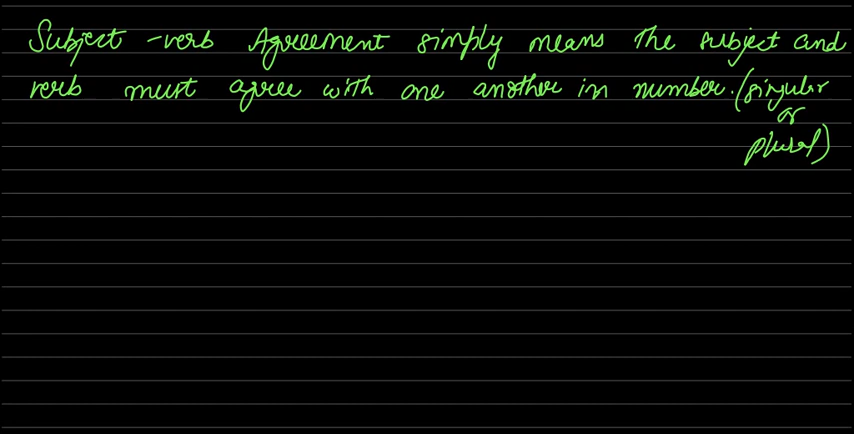 Subject -verb Agreement simply means the subject and
verb must agree with one another in number. (singular
or
plural)